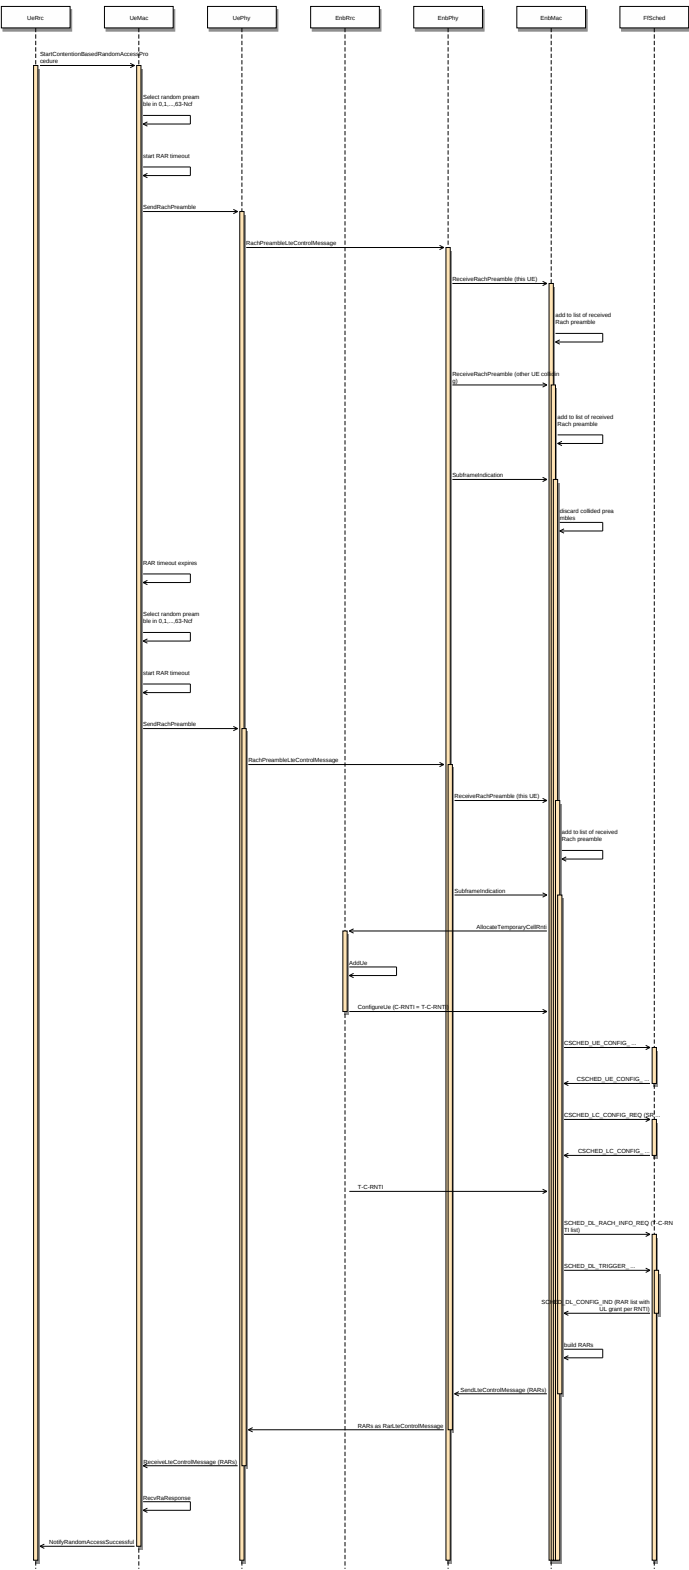 UeRrc
UeMac
UePhy
EnbRrc
EnbPhy
EnbMac
FfSched
StartContentionBasedRandomAccessPro
cedure
Select random pream
ble in 0,1,...,63-Ncf
start RAR timeout
SendRachPreamble
RachPreambleLteControlMessage
ReceiveRachPreamble (this UE)
add to list of received
Rach preamble
ReceiveRachPreamble (other UE collidin
g)
add to list of received
Rach preamble
SubframeIndication
discard collided prea
mbles
RAR timeout expires
Select random pream
ble in 0,1,...,63-Ncf
start RAR timeout
SendRachPreamble
RachPreambleLteControlMessage
ReceiveRachPreamble (this UE)
add to list of received
Rach preamble
SubframeIndication
AllocateTemporaryCellRnti
AddUe
ConfigureUe (C-RNTI = T-C-RNTI)
CSCHED_UE_CONFIG_ ...
CSCHED_UE_CONFIG_ ...
CSCHED_LC_CONFIG_REQ (SR ...
CSCHED_LC_CONFIG_ ...
T-C-RNTI
SCHED_DL_RACH_INFO_REQ (T-C-RN
TI list)
SCHED_DL_TRIGGER_ ...
SCHED_DL_CONFIG_IND (RAR list with
UL grant per RNTI)
build RARs
SendLteControlMessage (RARs)
RARs as RarLteControlMessage
ReceiveLteControlMessage (RARs)
RecvRaResponse
NotifyRandomAccessSuccessful